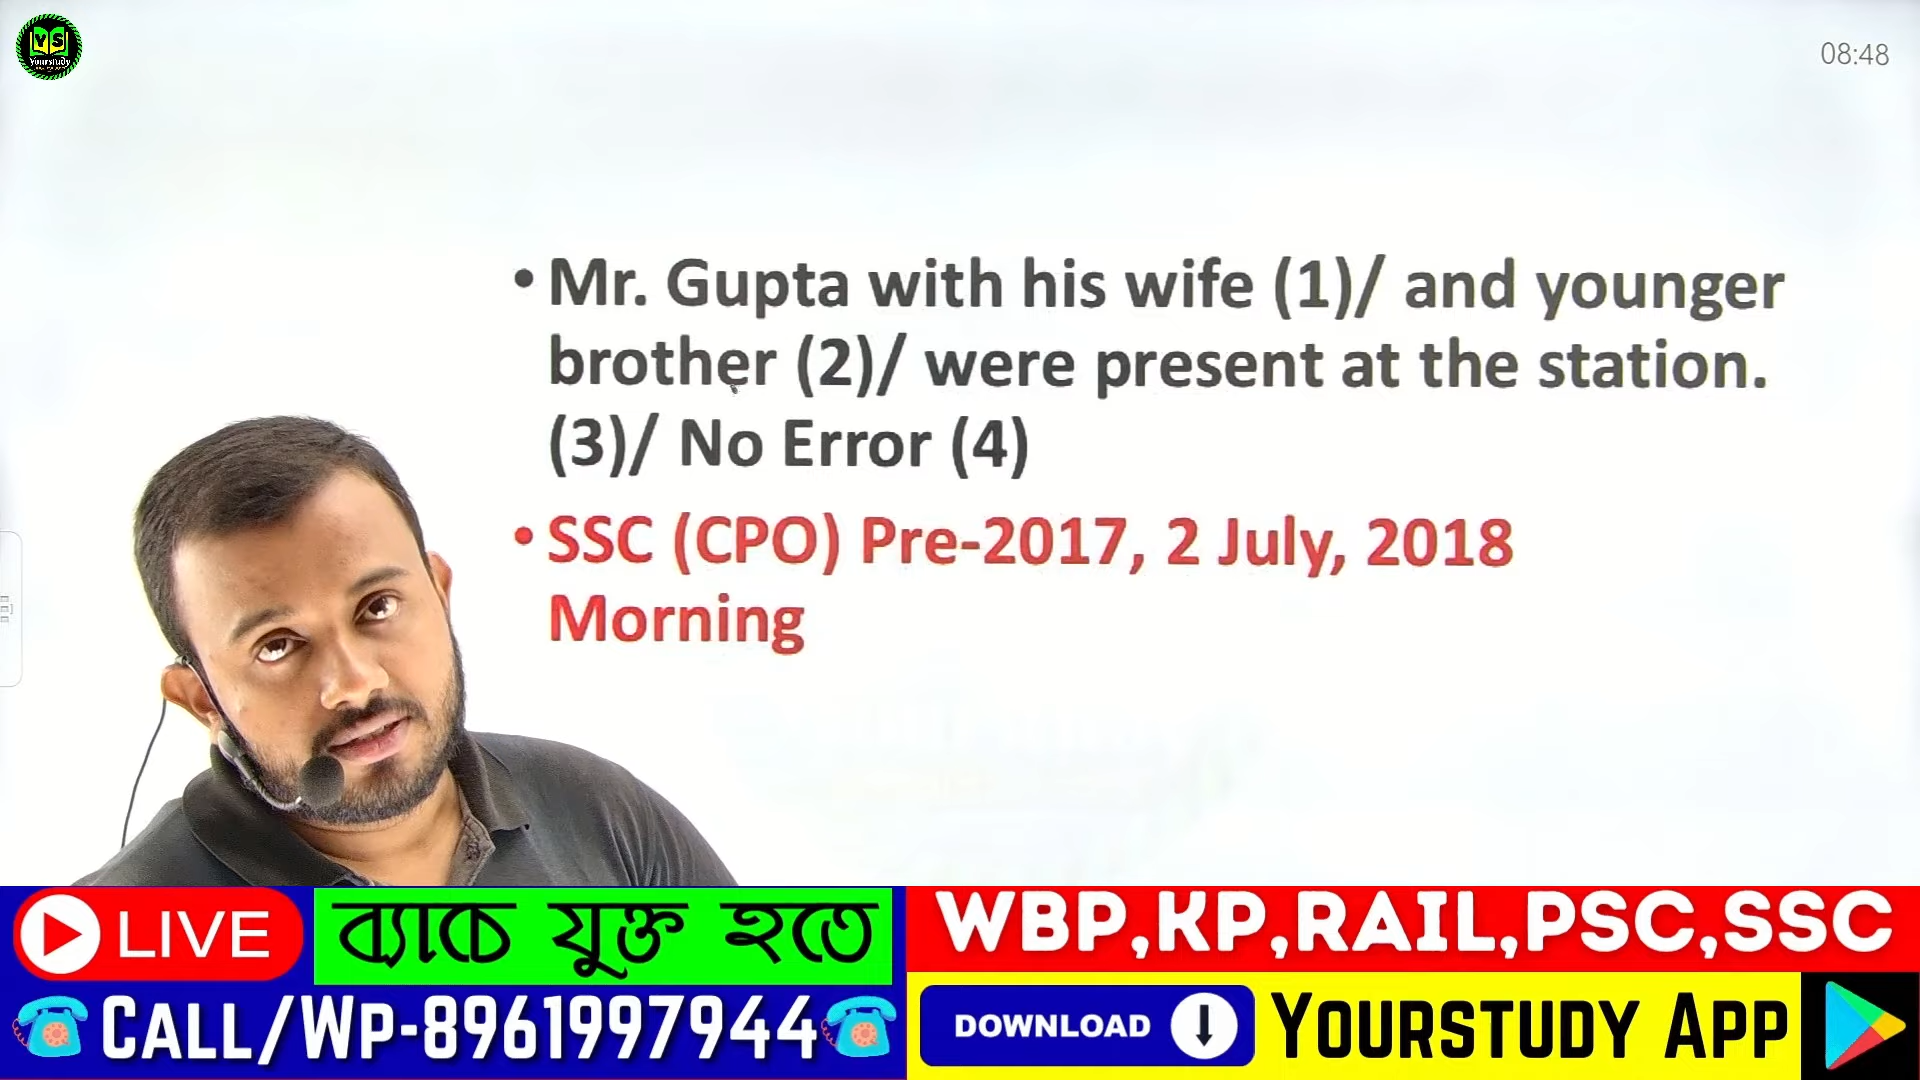 YS
Yourstudy
08:48
• Mr. Gupta with his wife (1)/ and younger
brother (2)/ were present at the station.
(3)/ No Error (4)
• SSC (CPO) Pre-2017, 2 July, 2018
Morning
LIVE
ব্যাচে যুক্ত হতে
WBP,KP,RAIL,PSC,SSC
CALL/WP-8961997944
DOWNLOAD
YOURSTUDY APP